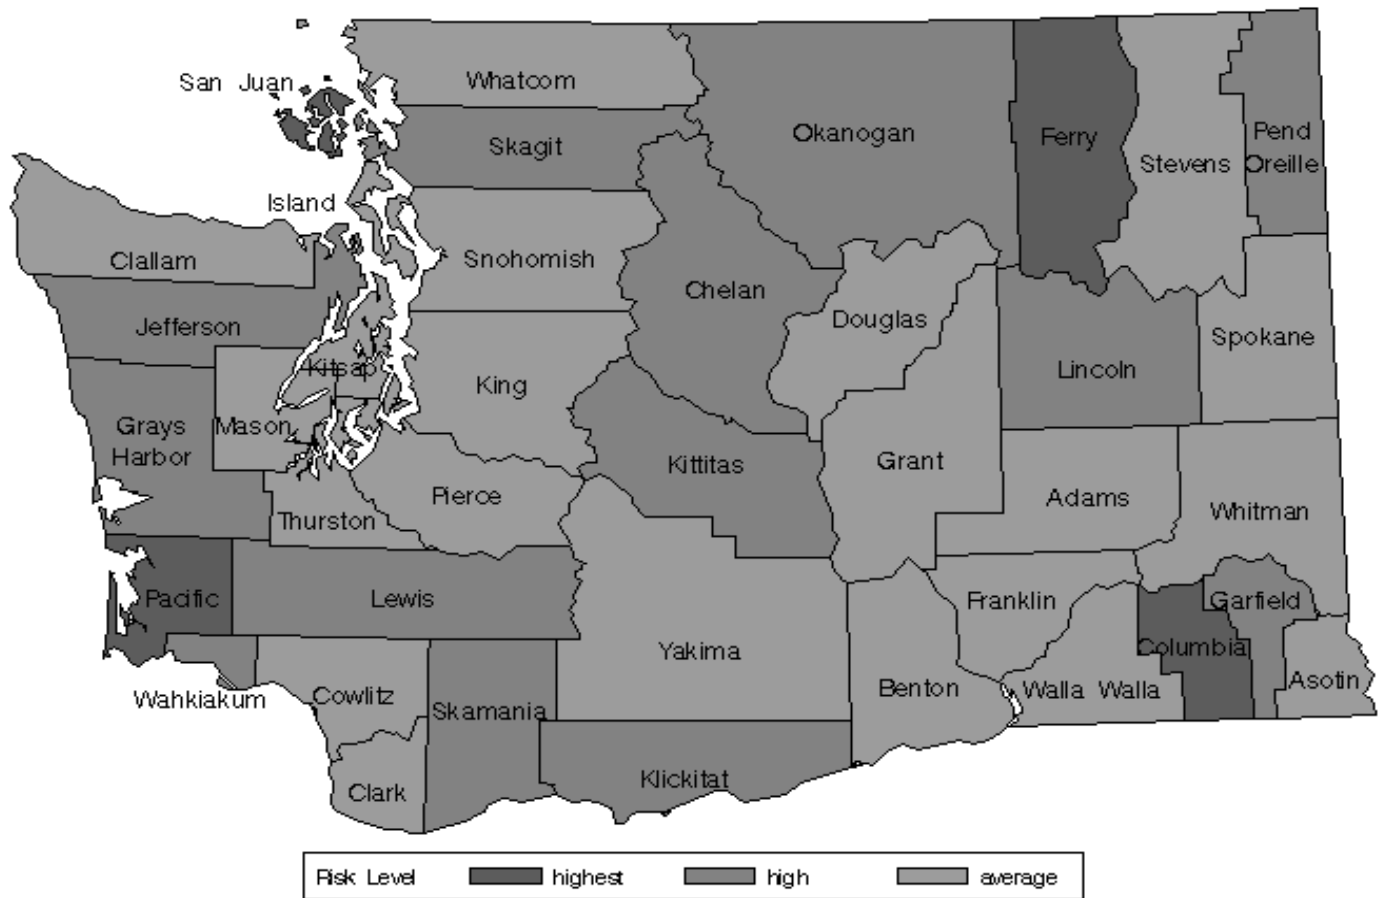 Whatcom
San Juan
Skagit
Okanogan
Ferry
Pend
Oreille
Stevens
Island
Clallam
Snohomish
Chelan
Jefferson
Douglas
Spokane
Kitsap
King
Lincoln
Mason
Grays
Harbor
Kittitas
Grant
Pierce
Adams
Thurston
Whitman
Pacific
Lewis
Franklin
Garfield
Columbia
Yakima
Asotin
Wahkiakum
Cowlitz
Skamania
Benton
Walla Walla
Clark
Klickitat
Risk Level highest high average